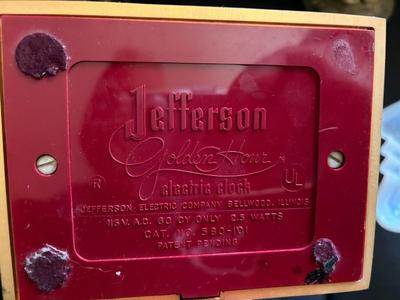 Jefferson
Golden Hour
electric clock
® UL
JEFFERSON ELECTRIC COMPANY BELLWOOD, ILLINOIS
115 V. A.C. 60 CY ONLY 2.5 WATTS
CAT. NO. 580-101
PATENT PENDING